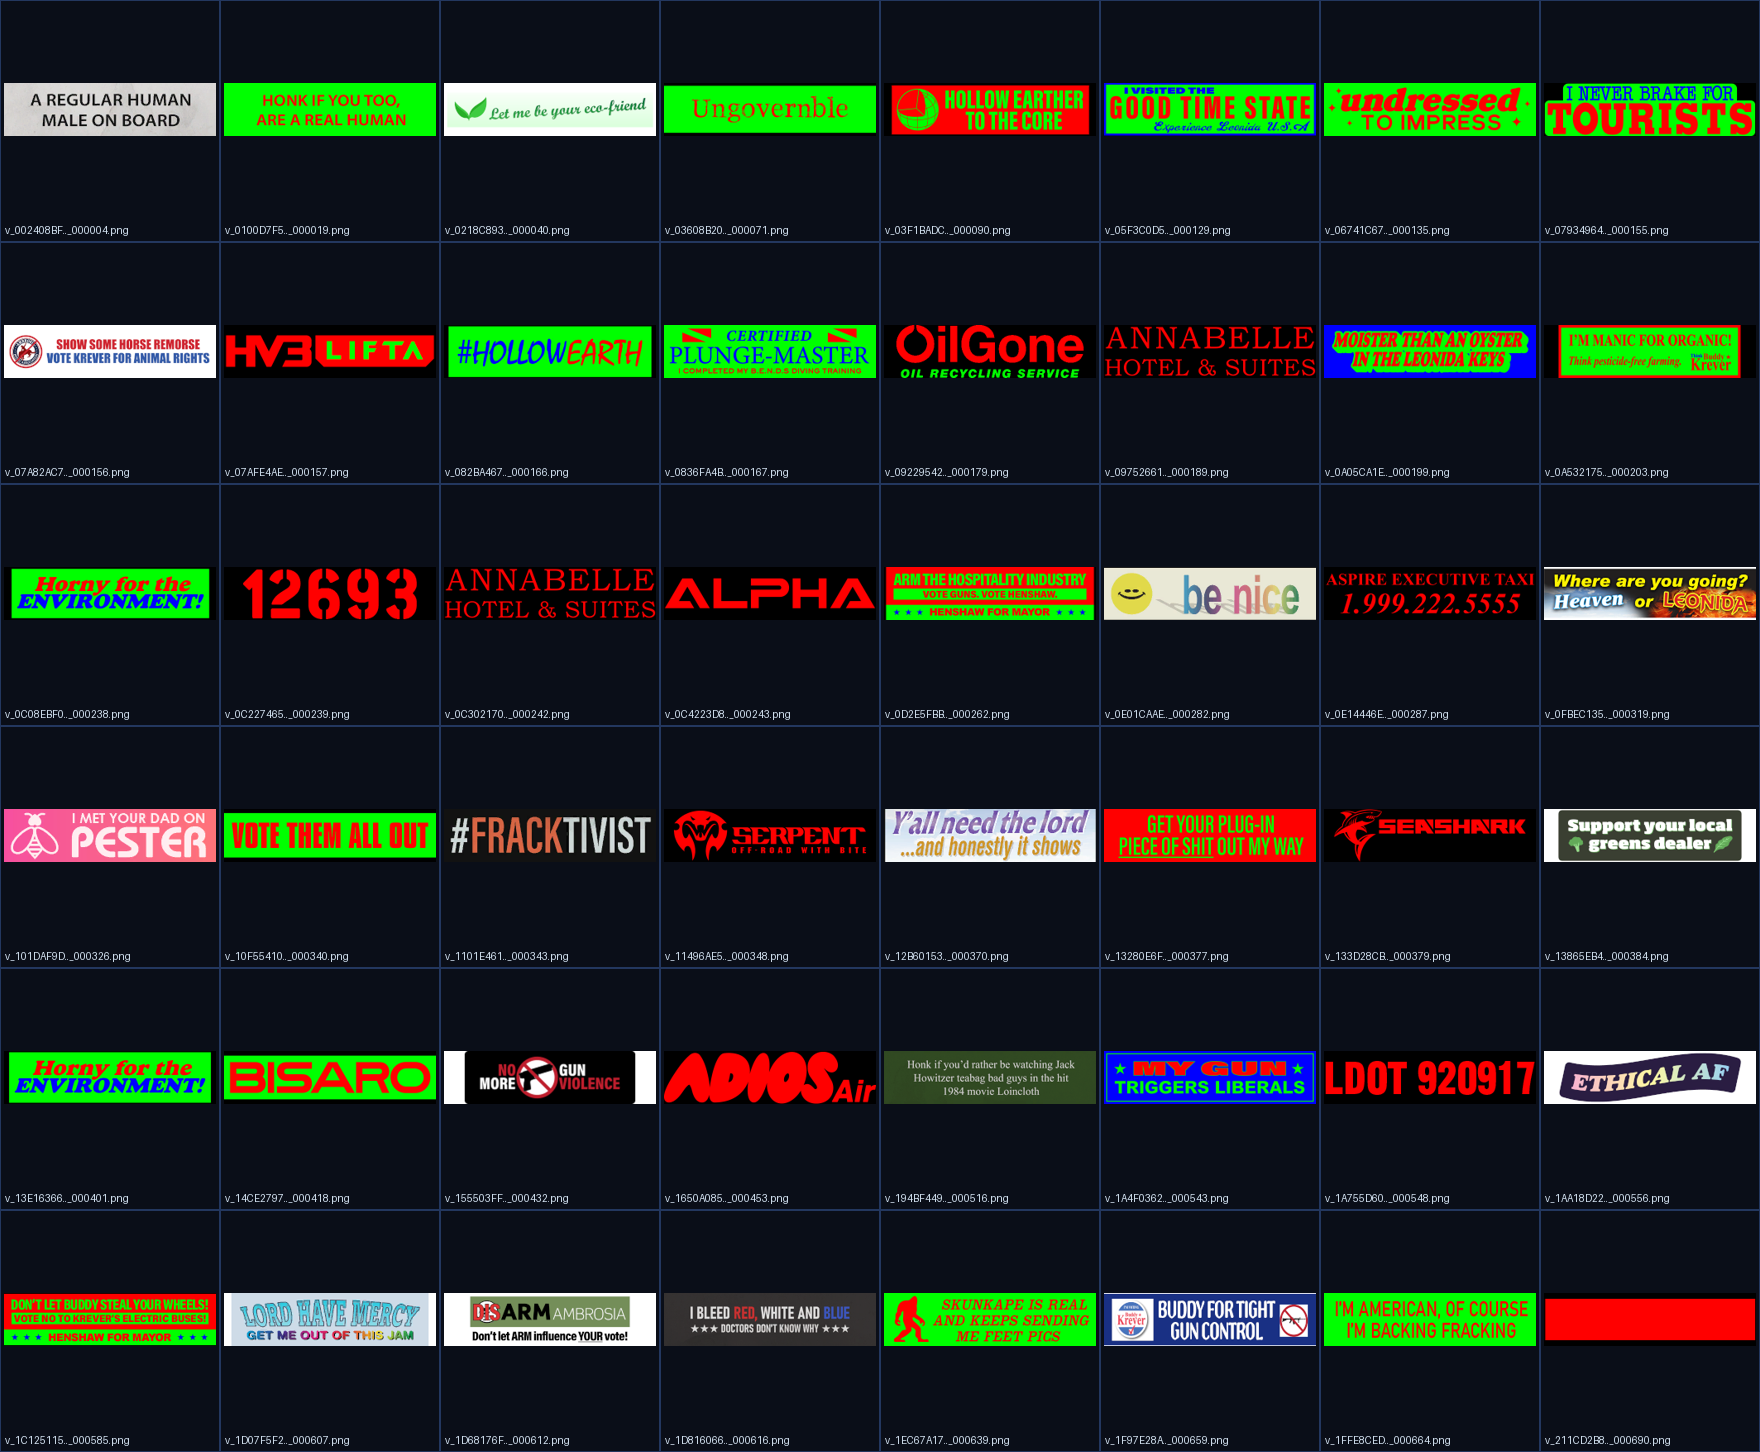 A REGULAR HUMAN
MALE ON BOARD
v_002408BF.._000004.png
HONK IF YOU TOO,
ARE A REAL HUMAN
v_0100D7F5.._000019.png
Let me be your eco-friend
v_0218C893.._000040.png
Ungovernble
v_03608B20.._000071.png
HOLLOW EARTHER
TO THE CORE
v_03F1BADC.._000090.png
I VISITED THE
GOOD TIME STATE
Experience Leonida U.S.A
v_05F3C0D5.._000129.png
undressed
TO IMPRESS
v_06741C67.._000135.png
I NEVER BRAKE FOR
TOURISTS
v_07934964.._000155.png
SHOW SOME HORSE REMORSE
VOTE KREVER FOR ANIMAL RIGHTS
v_07A82AC7.._000156.png
HV3 LIFTA
v_07AFE4AE.._000157.png
#HOLLOWEARTH
v_082BA467.._000166.png
CERTIFIED
PLUNGE-MASTER
I COMPLETED MY B.E.N.D.S DIVING TRAINING
v_0836FA4B.._000167.png
OilGone
OIL RECYCLING SERVICE
v_09229542.._000179.png
ANNABELLE
HOTEL & SUITES
v_09752661.._000189.png
MOISTER THAN AN OYSTER
IN THE LEONIDA KEYS
v_0A05CA1E.._000199.png
I'M MANIC FOR ORGANIC!
Think pesticide-free farming.
Think Buddy
Krever
v_0A532175.._000203.png
Horny for the
ENVIRONMENT!
v_0C08EBF0.._000238.png
12693
v_0C227465.._000239.png
ANNABELLE
HOTEL & SUITES
v_0C302170.._000242.png
ALPHA
v_0C4223D8.._000243.png
ARM THE HOSPITALITY INDUSTRY
VOTE GUNS. VOTE HENSHAW.
HENSHAW FOR MAYOR
v_0D2E5FBB.._000262.png
be nice
v_0E01CAAE.._000282.png
ASPIRE EXECUTIVE TAXI
1.999.222.5555
v_0E14446E.._000287.png
Where are you going?
Heaven or LEONIDA
v_0FBEC135.._000319.png
I MET YOUR DAD ON
PESTER
v_101DAF9D.._000326.png
VOTE THEM ALL OUT
v_10F55410.._000340.png
#FRACKTIVIST
v_1101E461.._000343.png
SERPENT
OFF-ROAD WITH BITE
v_11496AE5.._000348.png
Y'all need the lord
...and honestly it shows
v_12B60153.._000370.png
GET YOUR PLUG-IN
PIECE OF SHIT OUT MY WAY
v_13280E6F.._000377.png
SEASHARK
v_133D28CB.._000379.png
Support your local
greens dealer
v_13865EB4.._000384.png
Horny for the
ENVIRONMENT!
v_13E16366.._000401.png
BISARO
v_14CE2797.._000418.png
NO MORE GUN VIOLENCE
v_155503FF.._000432.png
ADIOS Air
v_1650A085.._000453.png
Honk if you'd rather be watching Jack
Howitzer teabag bad guys in the hit
1984 movie Loincloth
v_194BF449.._000516.png
MY GUN
TRIGGERS LIBERALS
v_1A4F0362.._000543.png
LDOT 920917
v_1A755D60.._000548.png
ETHICAL AF
v_1AA18D22.._000556.png
DON'T LET BUDDY STEAL YOUR WHEELS!
VOTE NO TO KREVER'S ELECTRIC BUSES!
HENSHAW FOR MAYOR
v_1C125115.._000585.png
LORD HAVE MERCY
GET ME OUT OF THIS JAM
v_1D07F5F2.._000607.png
DISARM AMBROSIA
Don't let ARM influence YOUR vote!
v_1D68176F.._000612.png
I BLEED RED, WHITE AND BLUE
DOCTORS DON'T KNOW WHY
v_1D816066.._000616.png
SKUNKAPE IS REAL
AND KEEPS SENDING
ME FEET PICS
v_1EC67A17.._000639.png
Krever
BUDDY FOR TIGHT
GUN CONTROL
v_1F97E28A.._000659.png
I'M AMERICAN, OF COURSE
I'M BACKING FRACKING
v_1FFE8CED.._000664.png
v_211CD2B8.._000690.png